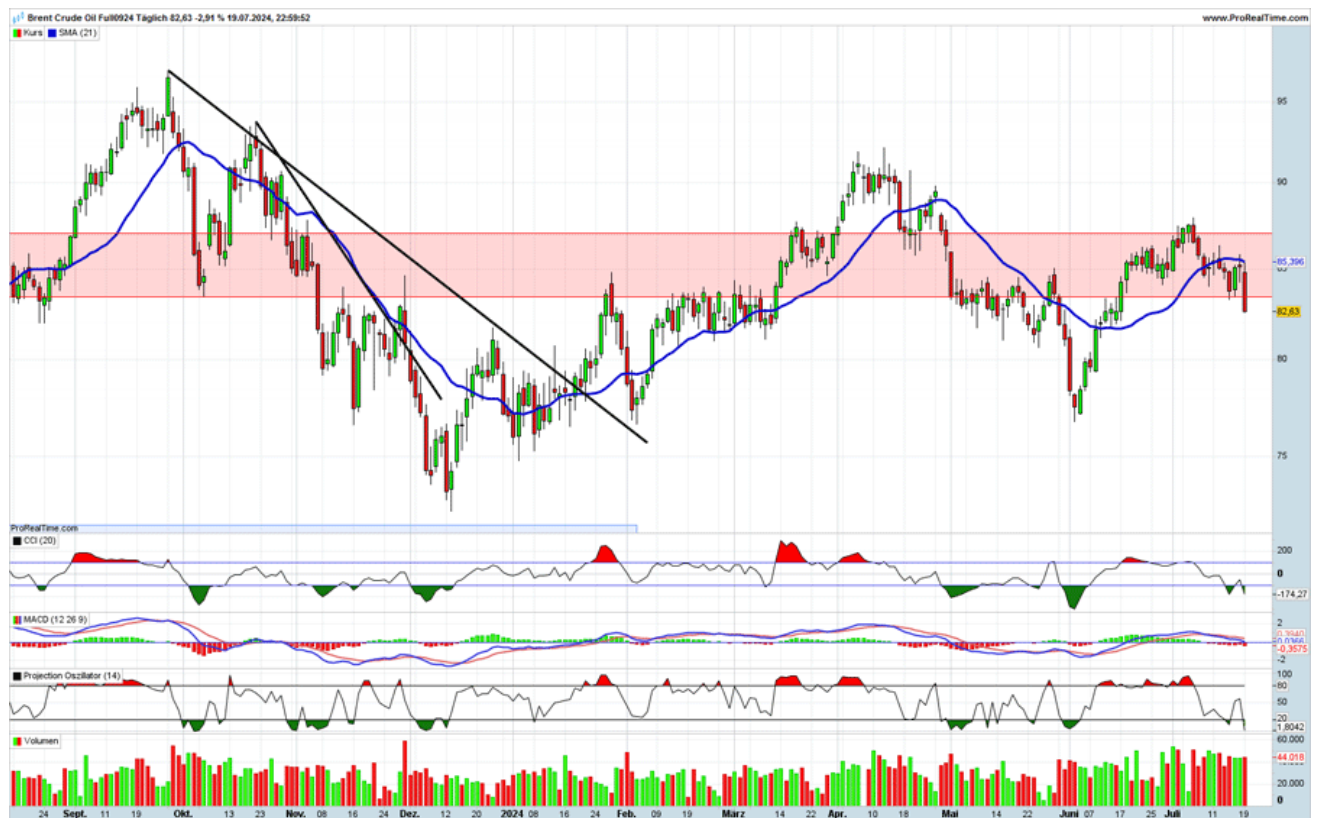 Brent Crude Oil Full0924 Täglich 82,63 -2,91 % 19.07.2024, 22:59:52
www.ProRealTime.com
Kurs SMA (21)
95
90
85,396
82,63
80
75
ProRealTime.com
CCI (20)
200
0
-174,27
MACD (12 26 9)
2
0,3940
0,0366
-0,3575
-2
Projection Oszillator (14)
100
80
50
20
1,8042
Volumen
60.000
44.018
20.000
0
24 Sept. 11 19 Okt. 13 23 Nov. 08 16 Dez. 20 2024 08 16 24 Feb. 09 19 März 14 22 Apr. 10 18 Mai 14 22 Juni 07 17 25 Juli 11 19